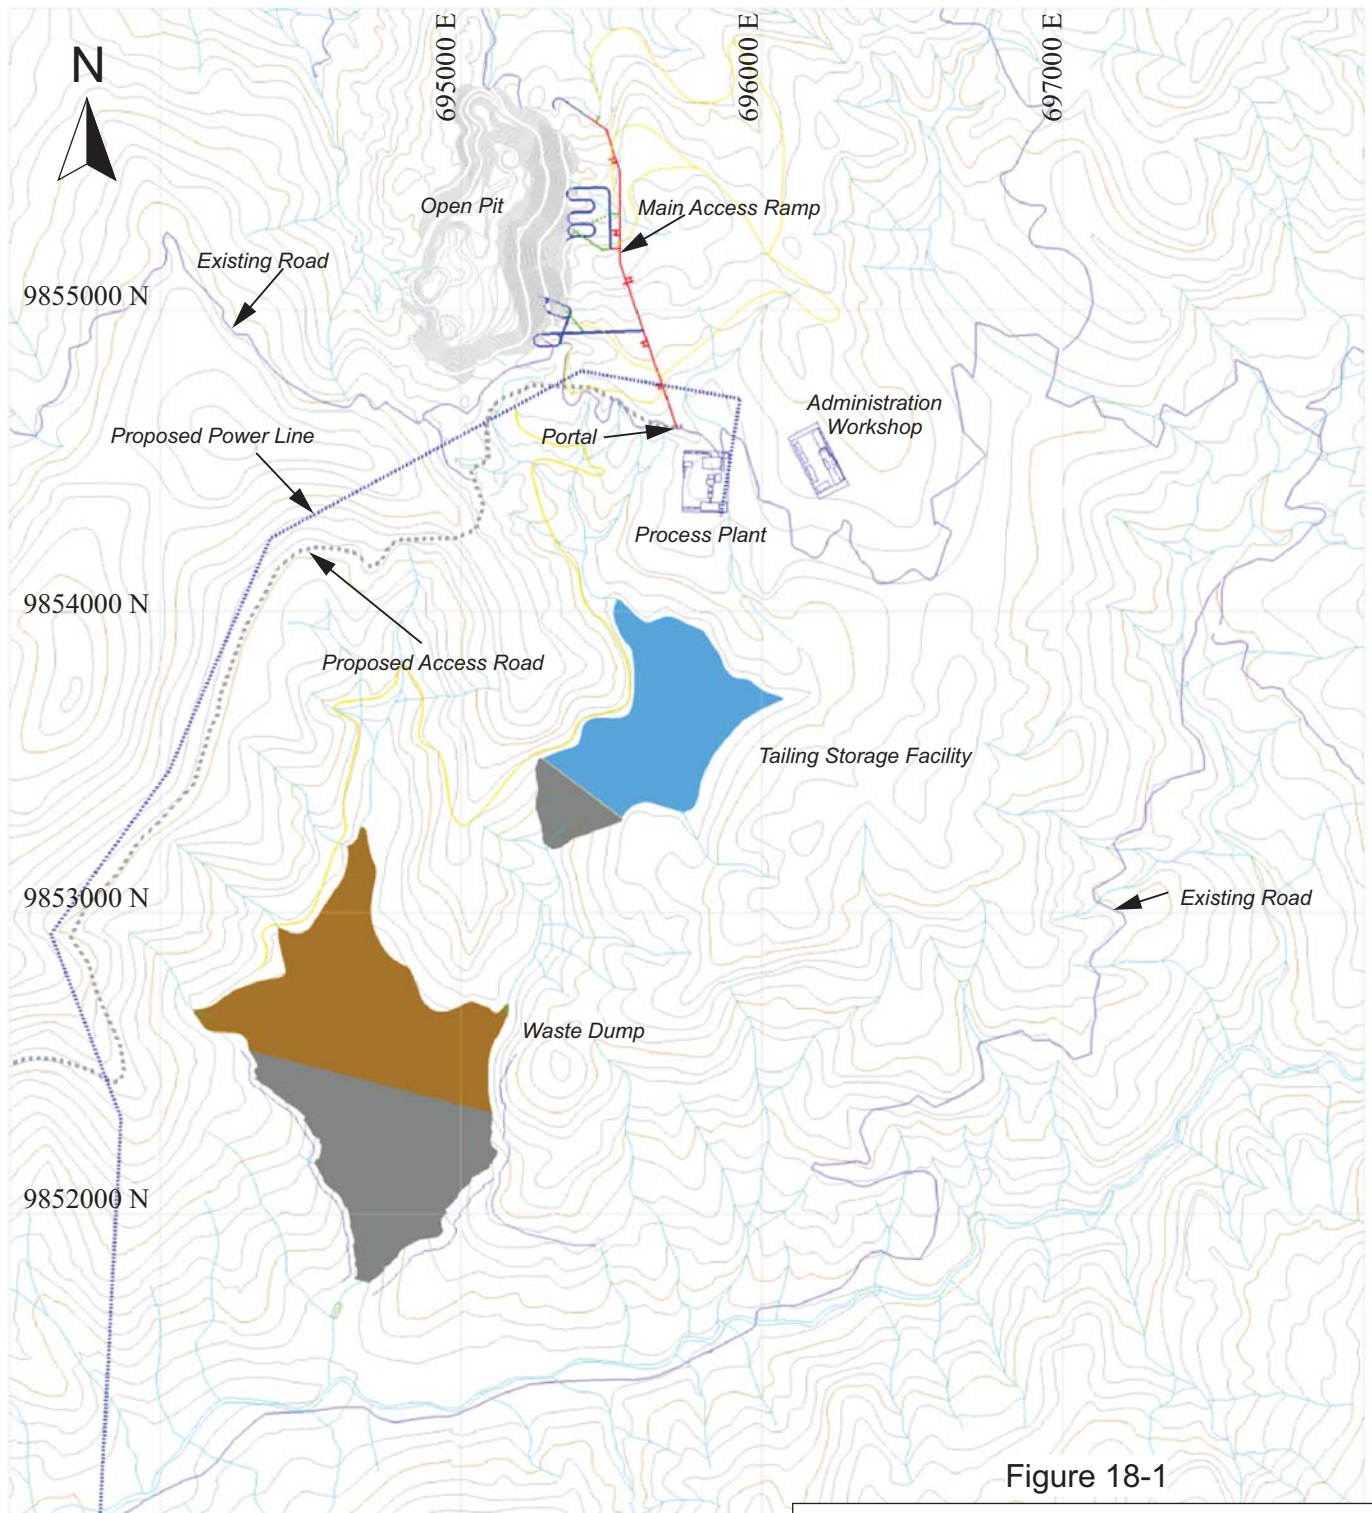 N
695000 E
696000 E
697000 E
Open Pit
Main Access Ramp
Existing Road
9855000 N
Administration
Workshop
Proposed Power Line
Portal
Process Plant
9854000 N
Proposed Access Road
Tailing Storage Facility
9853000 N
Existing Road
Waste Dump
9852000 N
Figure 18-1